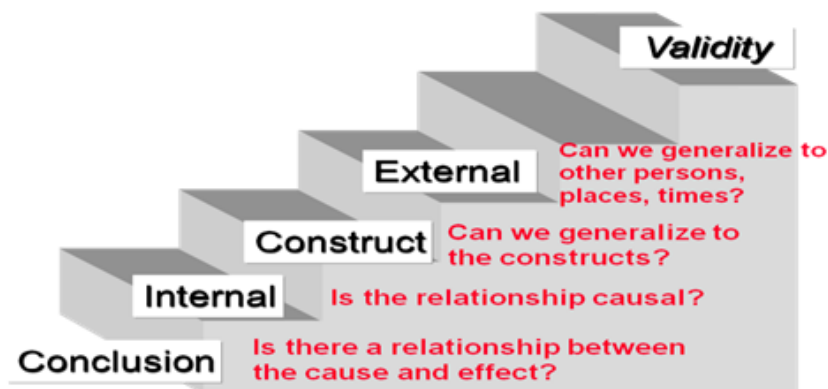 Validity
External
Can we generalize to
other persons,
places, times?
Construct
Can we generalize to
the constructs?
Internal
Is the relationship causal?
Conclusion
Is there a relationship between
the cause and effect?